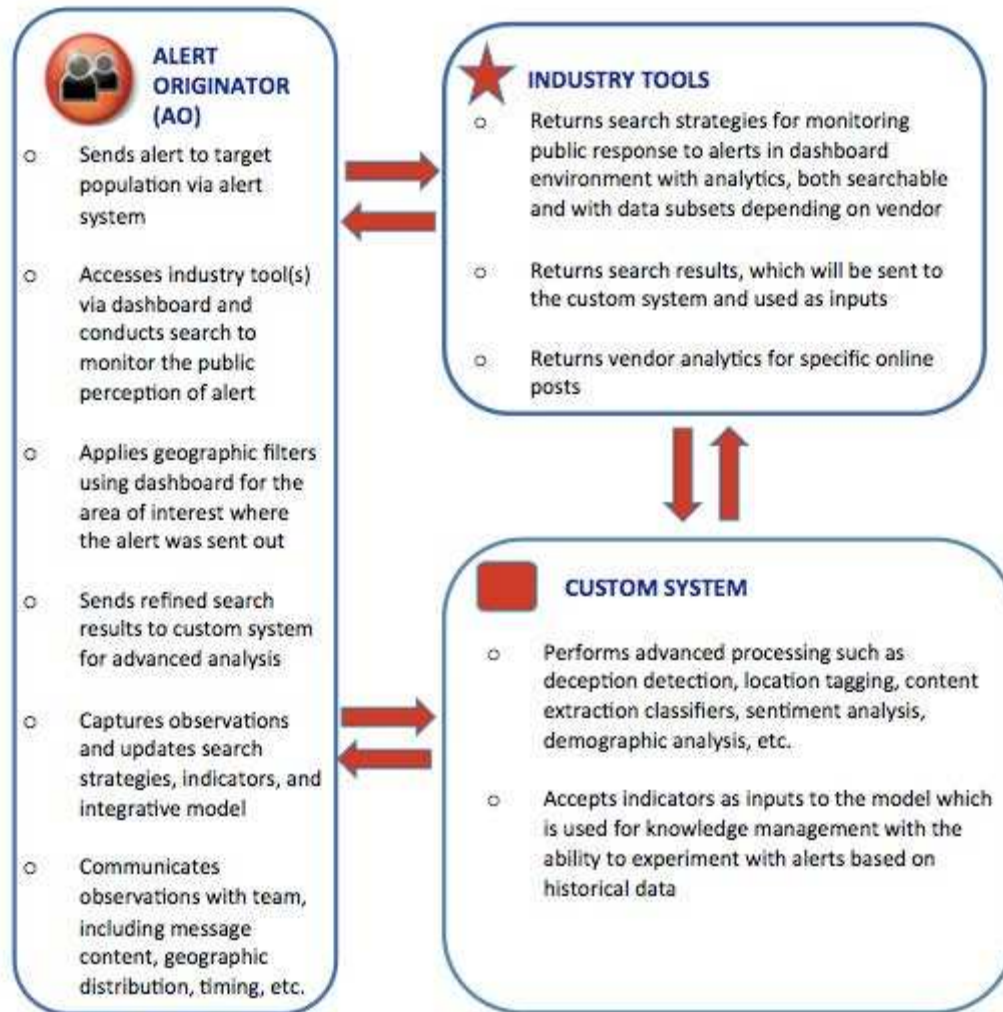 ALERT
ORIGINATOR
(AO)
o Sends alert to target
population via alert
system
o Accesses industry tool(s)
via dashboard and
conducts search to
monitor the public
perception of alert
o Applies geographic filters
using dashboard for the
area of interest where
the alert was sent out
o Sends refined search
results to custom system
for advanced analysis
o Captures observations
and updates search
strategies, indicators, and
integrative model
o Communicates
observations with team,
including message
content, geographic
distribution, timing, etc.
INDUSTRY TOOLS
o Returns search strategies for monitoring
public response to alerts in dashboard
environment with analytics, both searchable
and with data subsets depending on vendor
o Returns search results, which will be sent to
the custom system and used as inputs
o Returns vendor analytics for specific online
posts
CUSTOM SYSTEM
o Performs advanced processing such as
deception detection, location tagging, content
extraction classifiers, sentiment analysis,
demographic analysis, etc.
o Accepts indicators as inputs to the model which
is used for knowledge management with the
ability to experiment with alerts based on
historical data